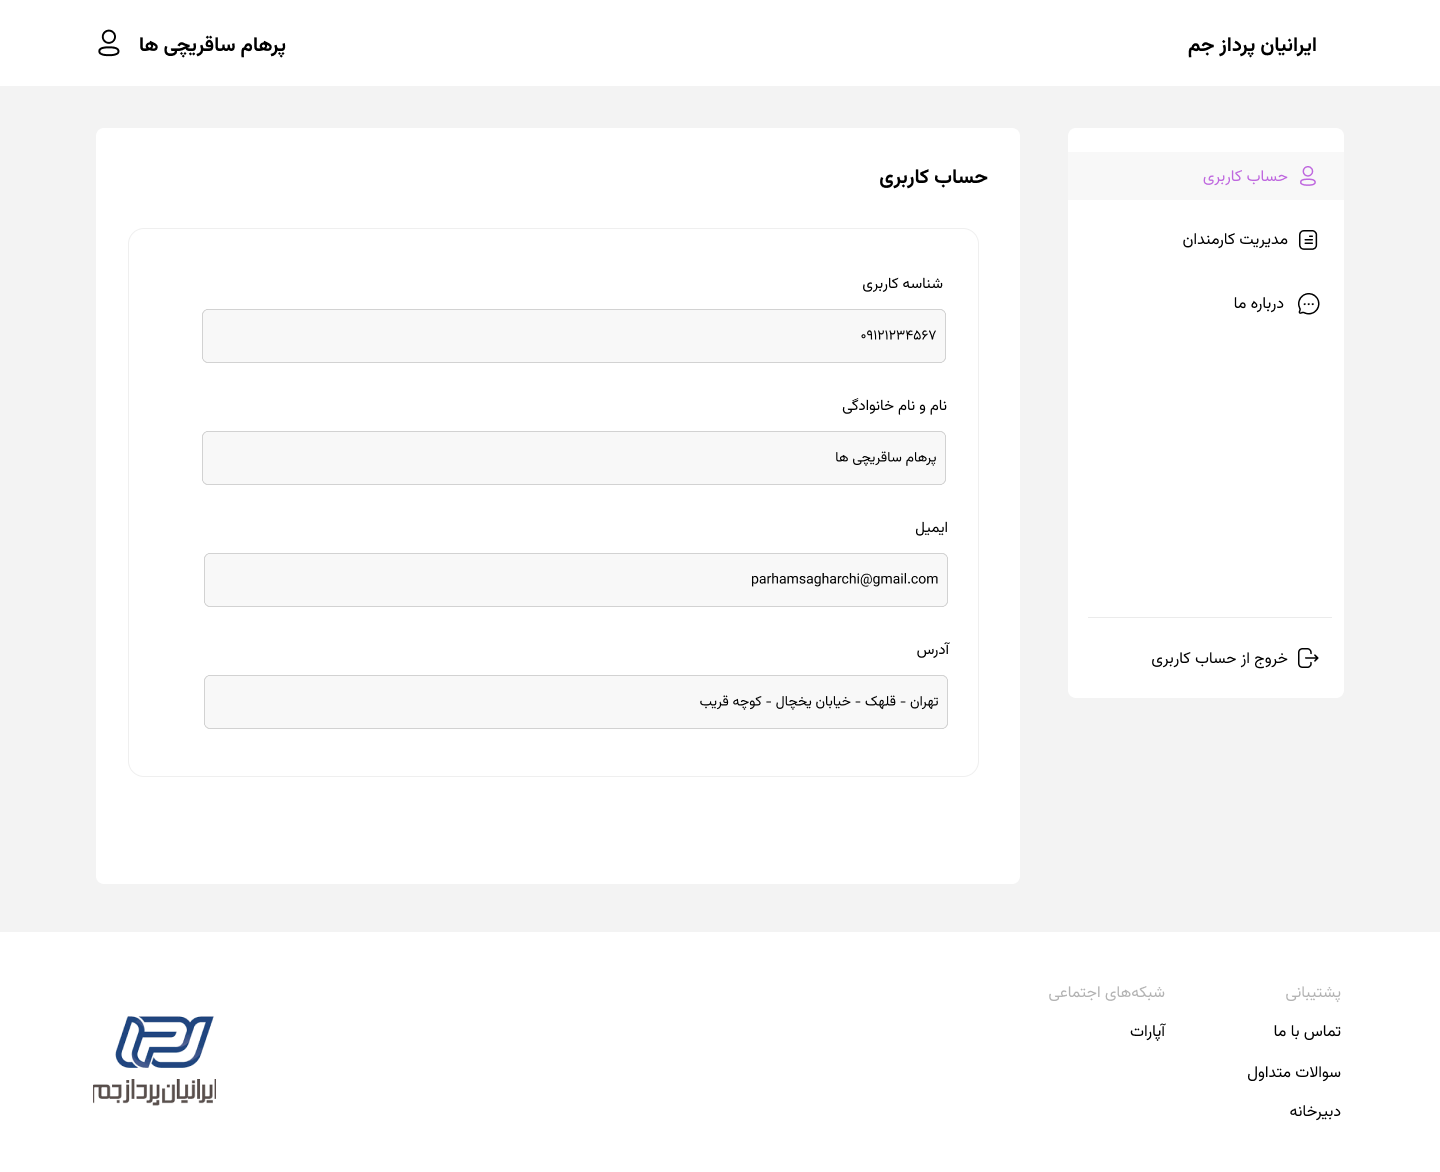 ایرانیان پرداز جم
پرهام ساقریچی ها
حساب کاربری
مدیریت کارمندان
درباره ما
خروج از حساب کاربری
حساب کاربری
شناسه کاربری
۰۹۱۲۱۲۳۴۵۶۷
نام و نام خانوادگی
پرهام ساقریچی ها
ایمیل
parhamsagharchi@gmail.com
آدرس
تهران - قلهک - خیابان یخچال - کوچه قریب
پشتیبانی
تماس با ما
سوالات متداول
دبیرخانه
شبکه‌های اجتماعی
آپارات
ایرانیان پرداز جم